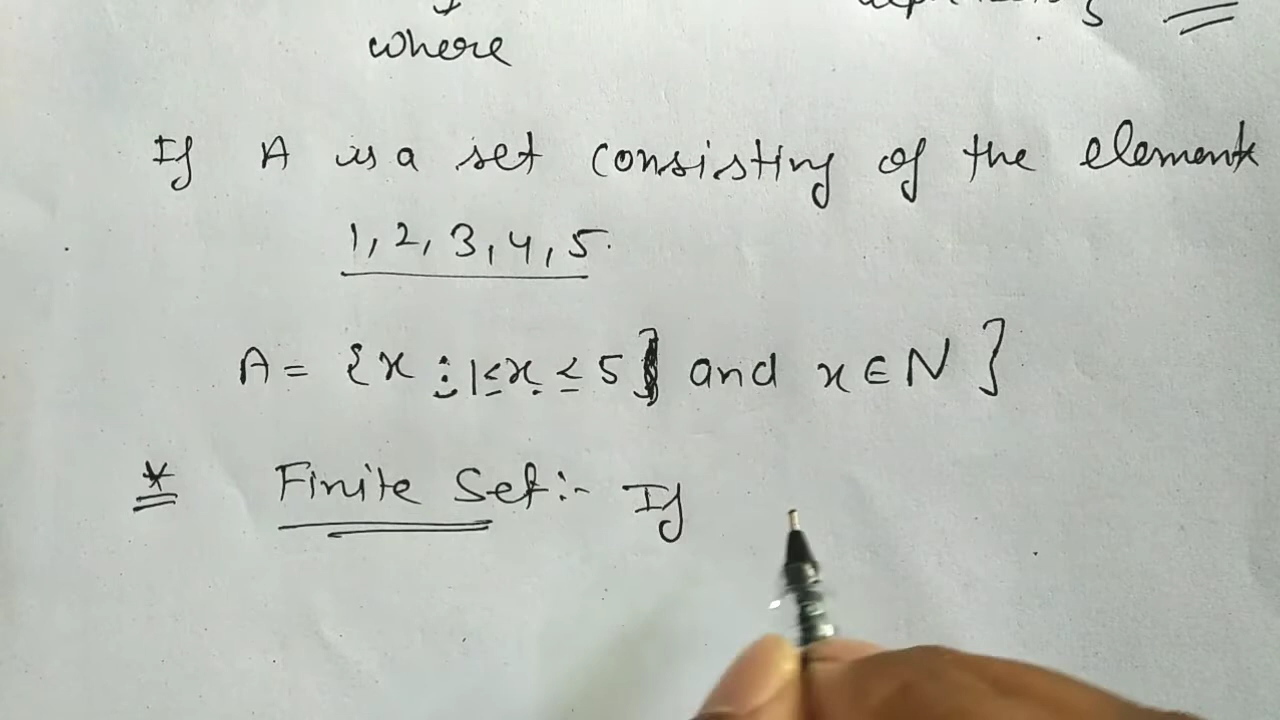 where
If A is a set consisting of the elements
1, 2, 3, 4, 5.
A = {x : 1 ≤ x ≤ 5 and x ∈ N }
* Finite Set :- If